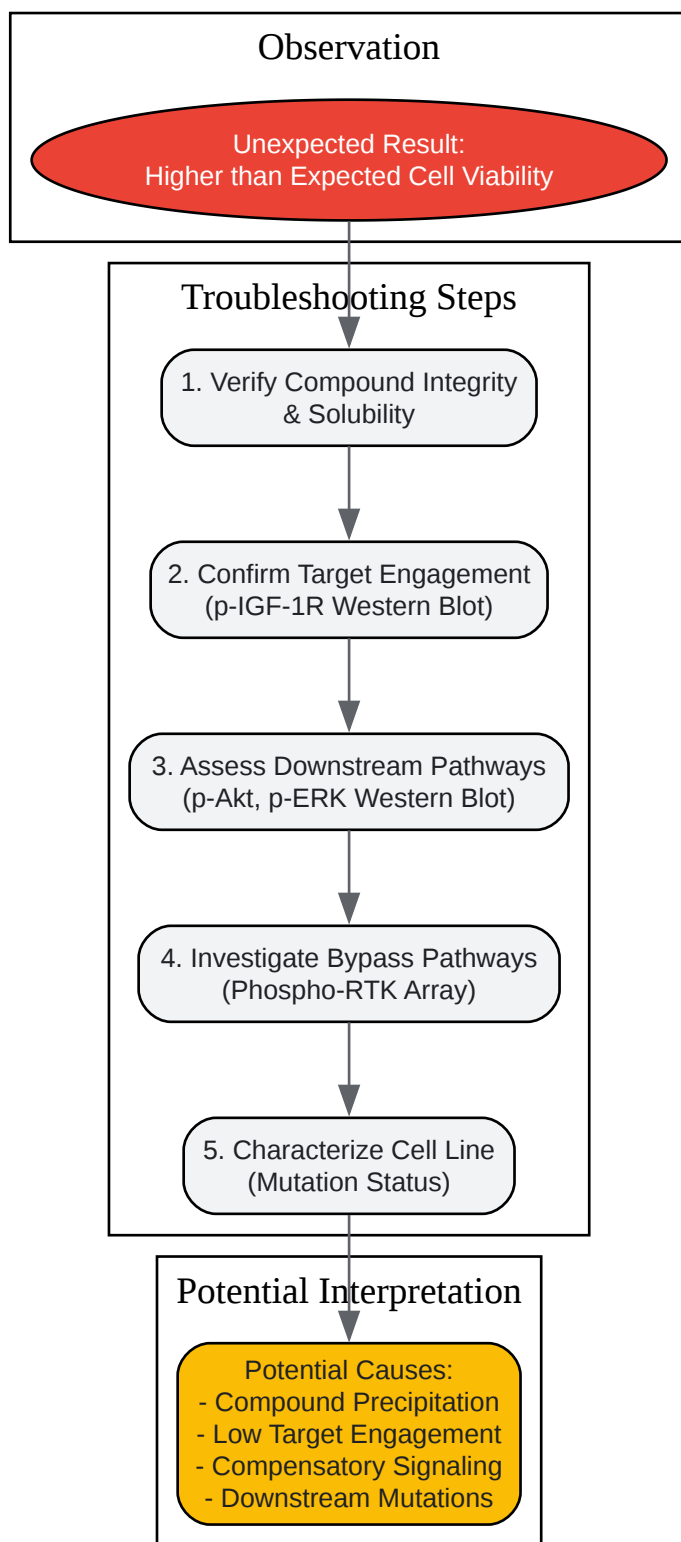 Observation
Unexpected Result:
Higher than Expected Cell Viability
Troubleshooting Steps
1. Verify Compound Integrity
& Solubility
2. Confirm Target Engagement
(p-IGF-1R Western Blot)
3. Assess Downstream Pathways
(p-Akt, p-ERK Western Blot)
4. Investigate Bypass Pathways
(Phospho-RTK Array)
5. Characterize Cell Line
(Mutation Status)
Potential Interpretation
Potential Causes:
- Compound Precipitation
- Low Target Engagement
- Compensatory Signaling
- Downstream Mutations